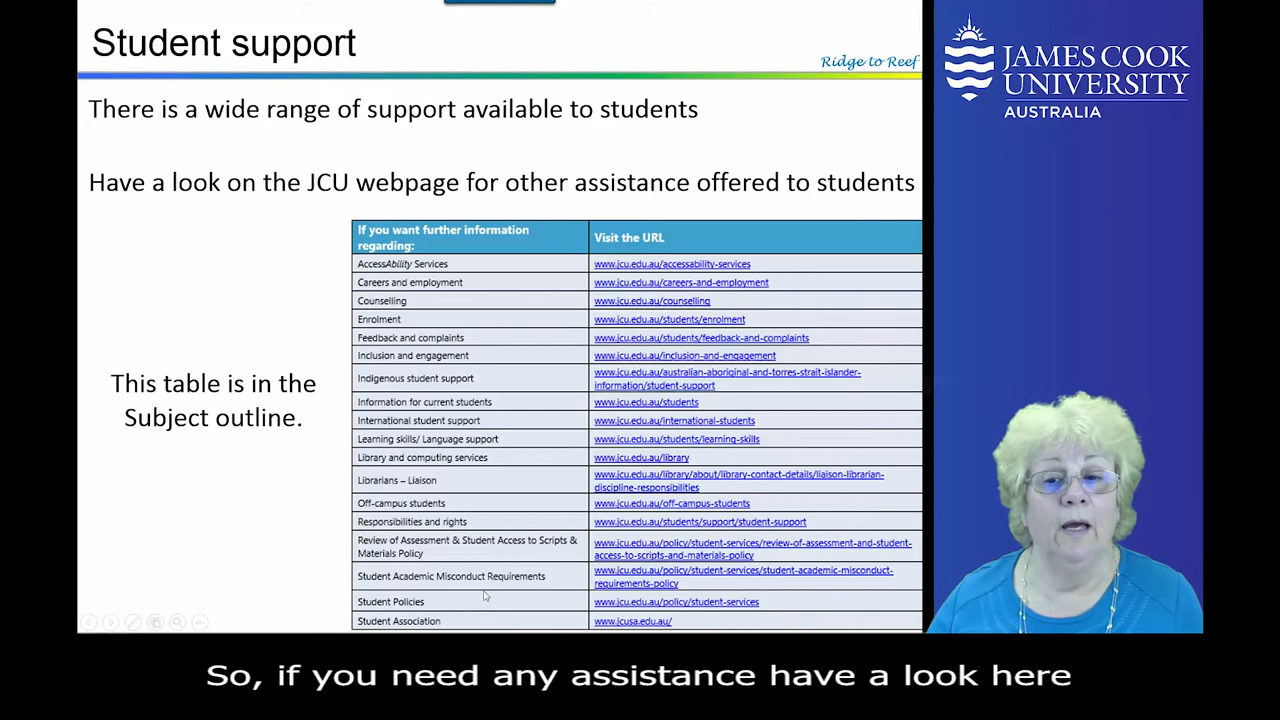 Student support
Ridge to Reef
JAMES COOK
UNIVERSITY
AUSTRALIA
There is a wide range of support available to students
Have a look on the JCU webpage for other assistance offered to students
This table is in the
Subject outline.
If you want further information
regarding:
Visit the URL
AccessAbility Services
www.jcu.edu.au/accessability-services
Careers and employment
www.jcu.edu.au/careers-and-employment
Counselling
www.jcu.edu.au/counselling
Enrolment
www.jcu.edu.au/students/enrolment
Feedback and complaints
www.jcu.edu.au/students/feedback-and-complaints
Inclusion and engagement
www.jcu.edu.au/inclusion-and-engagement
Indigenous student support
www.jcu.edu.au/australian-aboriginal-and-torres-strait-islander-
information/student-support
Information for current students
www.jcu.edu.au/students
International student support
www.jcu.edu.au/international-students
Learning skills/ Language support
www.jcu.edu.au/students/learning-skills
Library and computing services
www.jcu.edu.au/library
Librarians – Liaison
www.jcu.edu.au/library/about/library-contact-details/liaison-librarian-
discipline-responsibilities
Off-campus students
www.jcu.edu.au/off-campus-students
Responsibilities and rights
www.jcu.edu.au/students/support/student-support
Review of Assessment & Student Access to Scripts &
Materials Policy
www.jcu.edu.au/policy/student-services/review-of-assessment-and-student-
access-to-scripts-and-materials-policy
Student Academic Misconduct Requirements
www.jcu.edu.au/policy/student-services/student-academic-misconduct-
requirements-policy
Student Policies
www.jcu.edu.au/policy/student-services
Student Association
www.jcusa.edu.au/
So, if you need any assistance have a look here